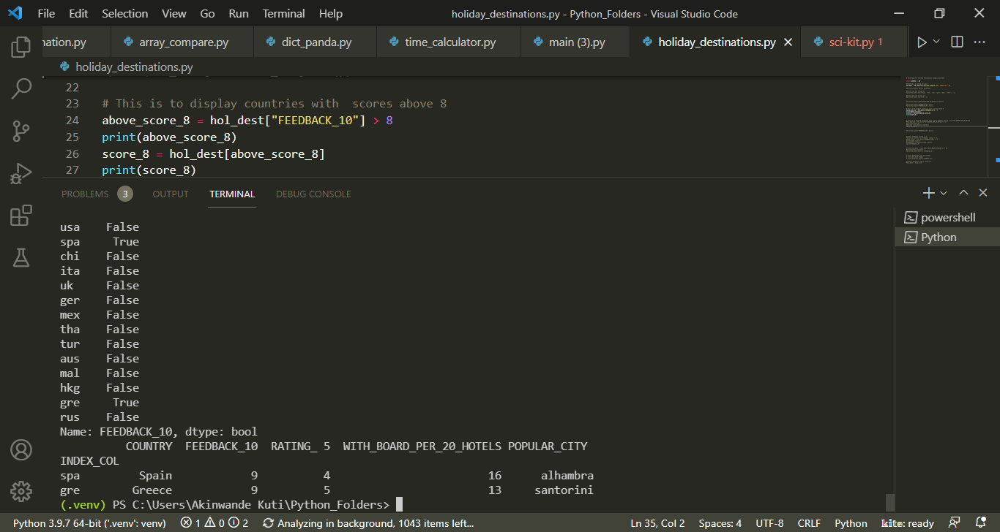 File Edit Selection View Go Run Terminal Help holiday_destinations.py - Python_Folders - Visual Studio Code
nation.py array_compare.py dict_panda.py time_calculator.py main (3).py holiday_destinations.py sci-kit.py 1
holiday_destinations.py
22
23 # This is to display countries with  scores above 8
24 above_score_8 = hol_dest["FEEDBACK_10"] > 8
25 print(above_score_8)
26 score_8 = hol_dest[above_score_8]
27 print(score_8)
PROBLEMS 3 OUTPUT TERMINAL DEBUG CONSOLE
powershell
Python
usa    False
spa     True
chi    False
ita    False
uk     False
ger    False
mex    False
tha    False
tur    False
aus    False
mal    False
hkg    False
gre     True
rus    False
Name: FEEDBACK_10, dtype: bool
          COUNTRY  FEEDBACK_10  RATING_ 5  WITH_BOARD_PER_20_HOTELS POPULAR_CITY
INDEX_COL
spa         Spain            9          4                        16      alhambra
gre        Greece            9          5                        13     santorini
(.venv) PS C:\Users\Akinwande Kuti\Python_Folders>
Python 3.9.7 64-bit ('.venv': venv) 1 0 2 Analyzing in background, 1043 items left... Ln 35, Col 2 Spaces: 4 UTF-8 CRLF Python kite: ready